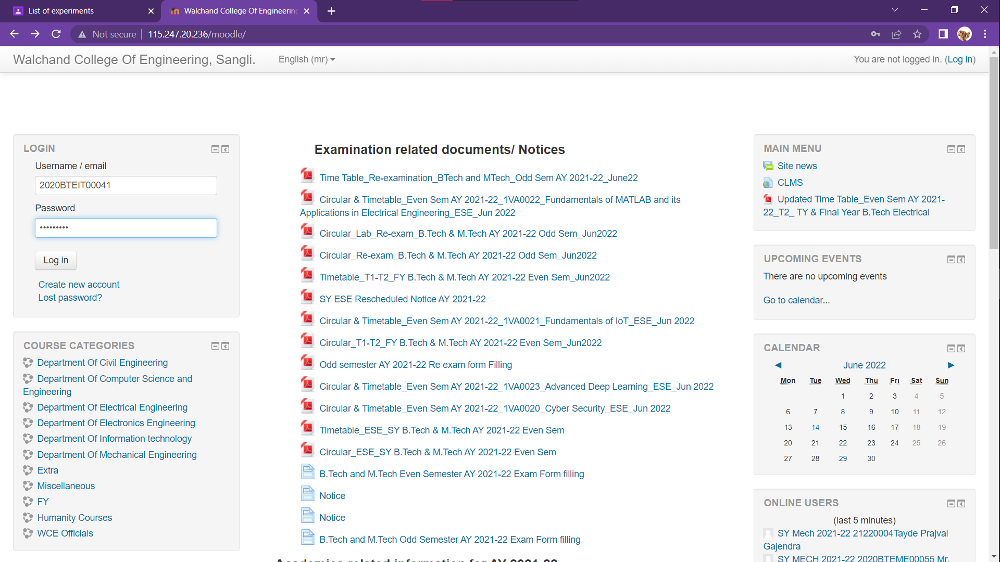 List of experiments
Walchand College Of Engineering
Not secure
115.247.20.236/moodle/
Walchand College Of Engineering, Sangli.
English (mr)
You are not logged in. (Log in)
LOGIN
Username / email
2020BTEIT00041
Password
•••••••••
Log in
Create new account
Lost password?
COURSE CATEGORIES
Department Of Civil Engineering
Department Of Computer Science and
Engineering
Department Of Electrical Engineering
Department Of Electronics Engineering
Department Of Information technology
Department Of Mechanical Engineering
Extra
Miscellaneous
FY
Humanity Courses
WCE Officials
Examination related documents/ Notices
Time Table_Re-examination_BTech and MTech_Odd Sem AY 2021-22_June22
Circular & Timetable_Even Sem AY 2021-22_1VA0022_Fundamentals of MATLAB and its
Applications in Electrical Engineering_ESE_Jun 2022
Circular_Lab_Re-exam_B.Tech & M.Tech AY 2021-22 Odd Sem_Jun2022
Circular_Re-exam_B.Tech & M.Tech AY 2021-22 Odd Sem_Jun2022
Timetable_T1-T2_FY B.Tech & M.Tech AY 2021-22 Even Sem_Jun2022
SY ESE Rescheduled Notice AY 2021-22
Circular & Timetable_Even Sem AY 2021-22_1VA0021_Fundamentals of IoT_ESE_Jun 2022
Circular_T1-T2_FY B.Tech & M.Tech AY 2021-22 Even Sem_Jun2022
Odd semester AY 2021-22 Re exam form Filling
Circular & Timetable_Even Sem AY 2021-22_1VA0023_Advanced Deep Learning_ESE_Jun 2022
Circular & Timetable_Even Sem AY 2021-22_1VA0020_Cyber Security_ESE_Jun 2022
Timetable_ESE_SY B.Tech & M.Tech AY 2021-22 Even Sem
Circular_ESE_SY B.Tech & M.Tech AY 2021-22 Even Sem
B.Tech and M.Tech Even Semester AY 2021-22 Exam Form filling
Notice
Notice
B.Tech and M.Tech Odd Semester AY 2021-22 Exam Form filling
Academics related information for AY 2021-22
MAIN MENU
Site news
CLMS
Updated Time Table_Even Sem AY 2021-
22_T2_ TY & Final Year B.Tech Electrical
UPCOMING EVENTS
There are no upcoming events
Go to calendar...
CALENDAR
◀ June 2022 ▶
Mon Tue Wed Thu Fri Sat Sun
1 2 3 4 5
6 7 8 9 10 11 12
13 14 15 16 17 18 19
20 21 22 23 24 25 26
27 28 29 30
ONLINE USERS
(last 5 minutes)
SY Mech 2021-22 21220004Tayde Prajval
Gajendra
SY MECH 2021-22 2020BTEME00055 Mr.